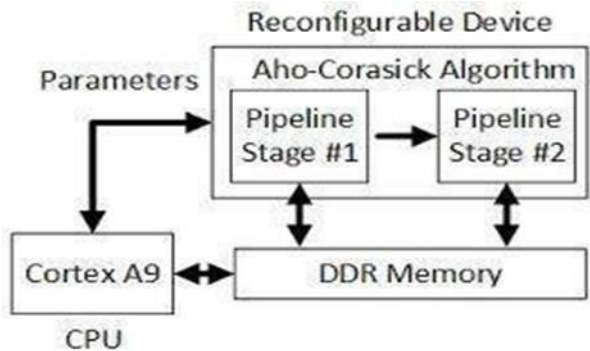 Reconfigurable Device
Parameters
Aho-Corasick Algorithm
Pipeline
Stage #1
Pipeline
Stage #2
Cortex A9
DDR Memory
CPU